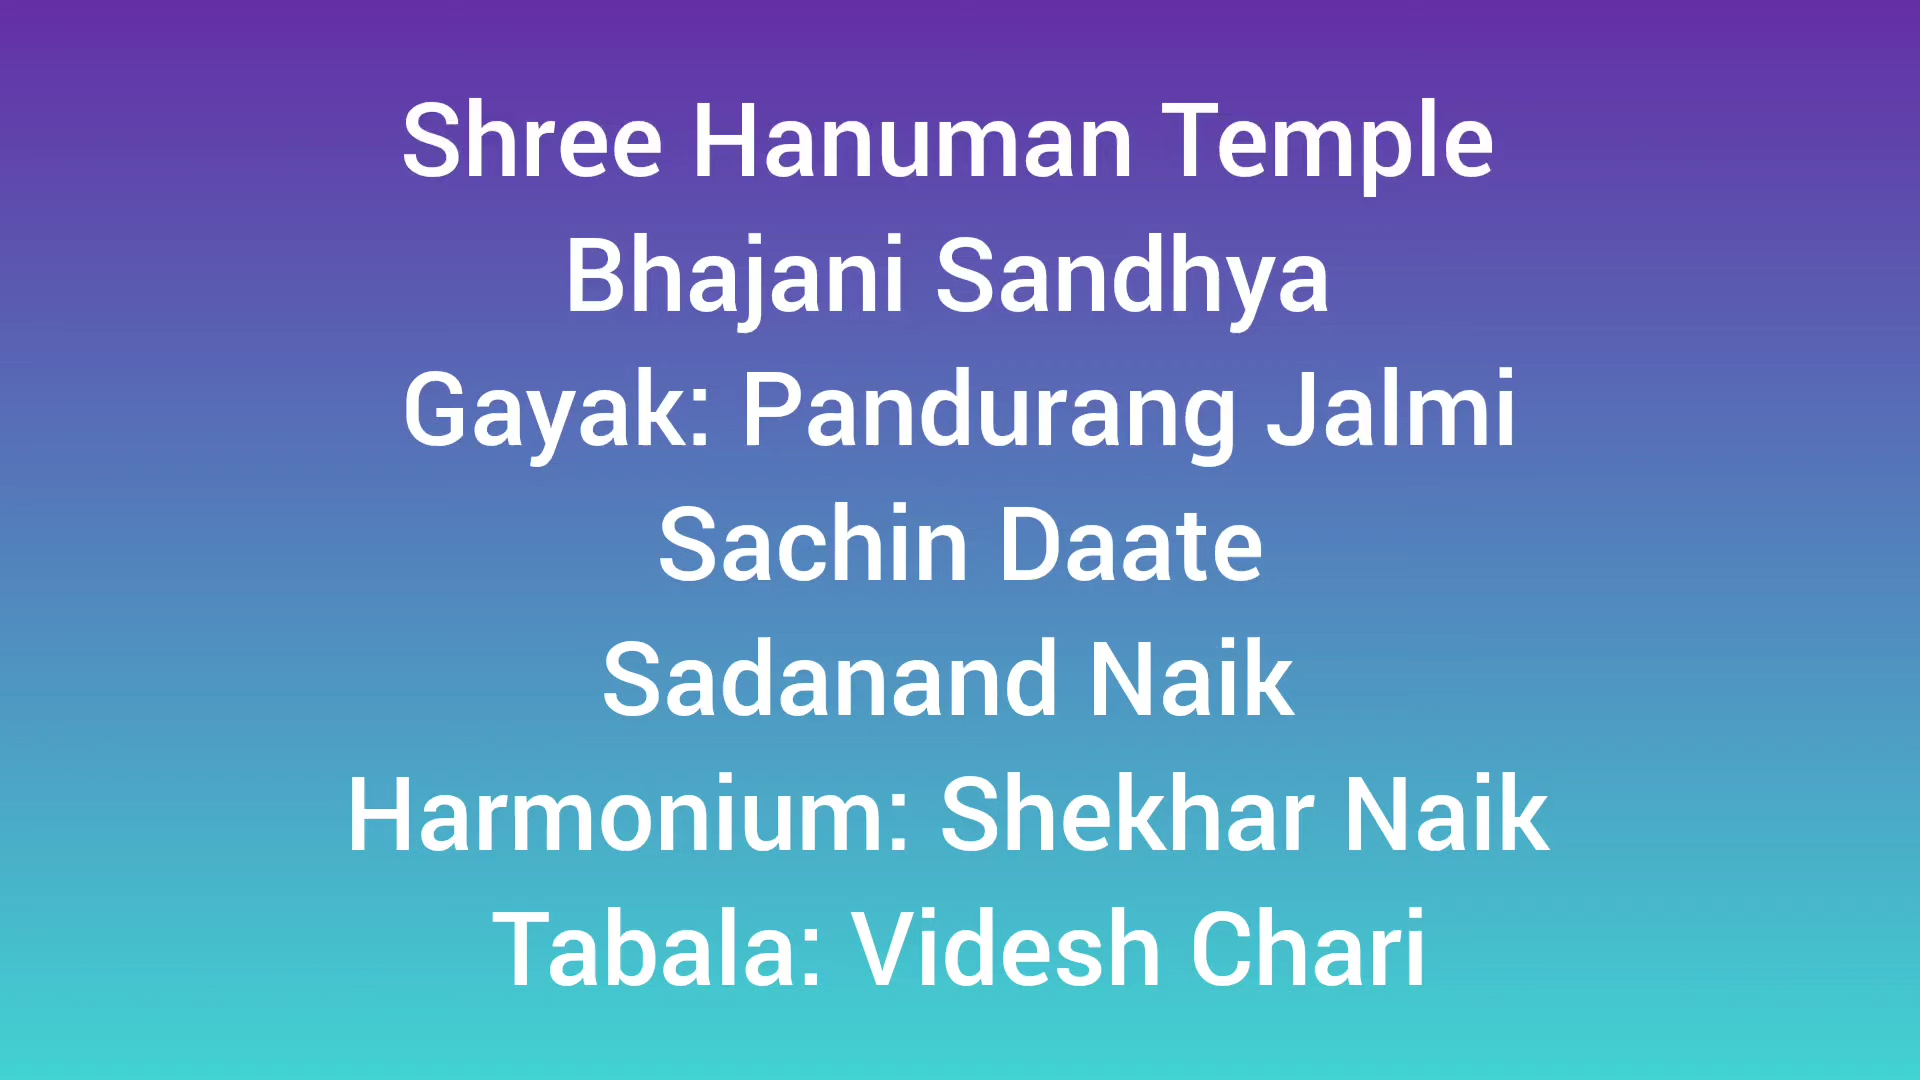 Shree Hanuman Temple
Bhajani Sandhya
Gayak: Pandurang Jalmi
Sachin Daate
Sadanand Naik
Harmonium: Shekhar Naik
Tabala: Videsh Chari